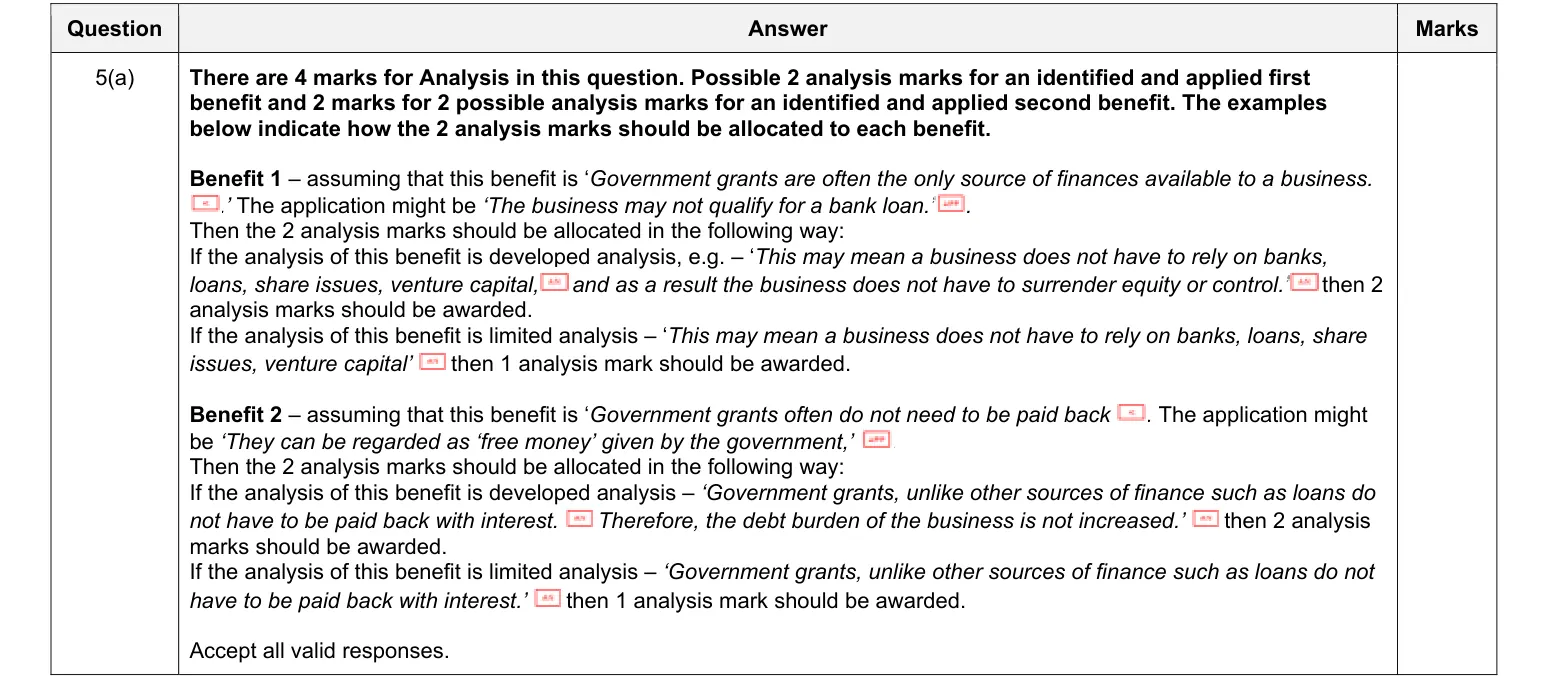 Question Answer Marks
5(a) There are 4 marks for Analysis in this question. Possible 2 analysis marks for an identified and applied first
benefit and 2 marks for 2 possible analysis marks for an identified and applied second benefit. The examples
below indicate how the 2 analysis marks should be allocated to each benefit.
Benefit 1 – assuming that this benefit is ‘Government grants are often the only source of finances available to a business.
.’ The application might be ‘The business may not qualify for a bank loan.’ .
Then the 2 analysis marks should be allocated in the following way:
If the analysis of this benefit is developed analysis, e.g. – ‘This may mean a business does not have to rely on banks,
loans, share issues, venture capital, and as a result the business does not have to surrender equity or control.’ then 2
analysis marks should be awarded.
If the analysis of this benefit is limited analysis – ‘This may mean a business does not have to rely on banks, loans, share
issues, venture capital’ then 1 analysis mark should be awarded.
Benefit 2 – assuming that this benefit is ‘Government grants often do not need to be paid back . The application might
be ‘They can be regarded as ‘free money’ given by the government,’
Then the 2 analysis marks should be allocated in the following way:
If the analysis of this benefit is developed analysis – ‘Government grants, unlike other sources of finance such as loans do
not have to be paid back with interest. Therefore, the debt burden of the business is not increased.’ then 2 analysis
marks should be awarded.
If the analysis of this benefit is limited analysis – ‘Government grants, unlike other sources of finance such as loans do not
have to be paid back with interest.’ then 1 analysis mark should be awarded.
Accept all valid responses.